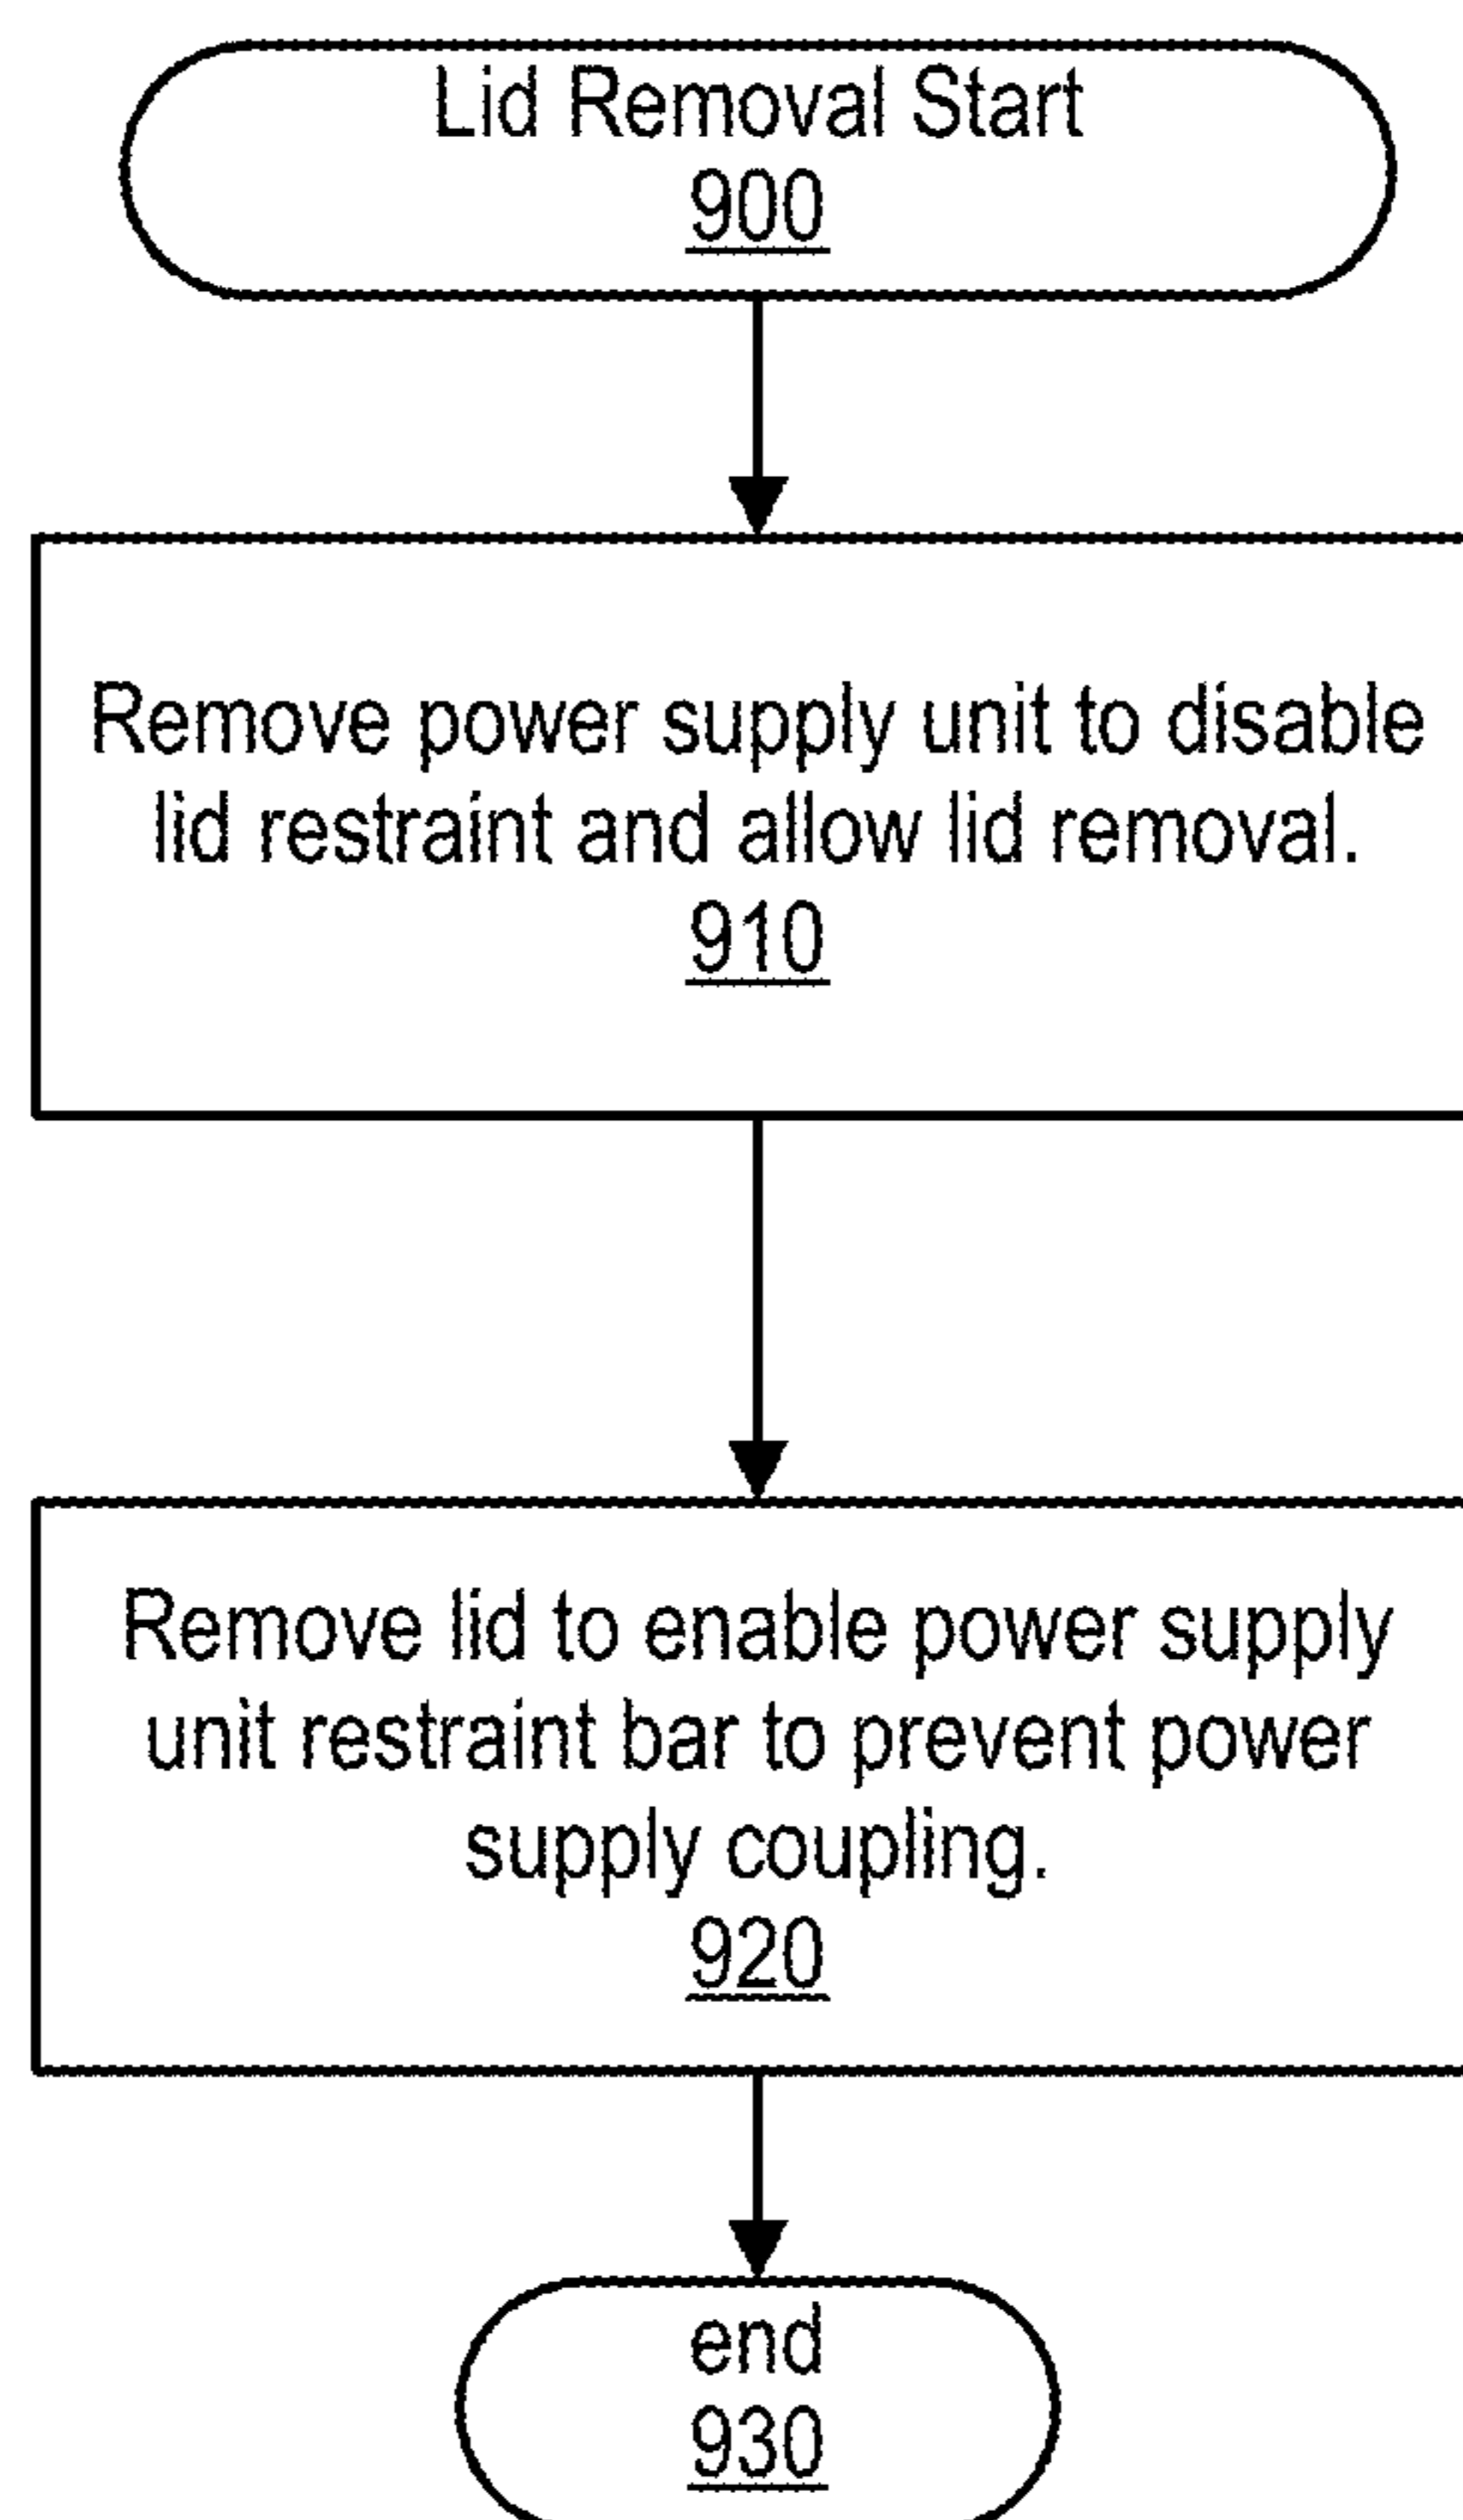 Lid Removal Start
900
Remove power supply unit to disable
lid restraint and allow lid removal.
910
Remove lid to enable power supply
unit restraint bar to prevent power
supply coupling.
920
end
930